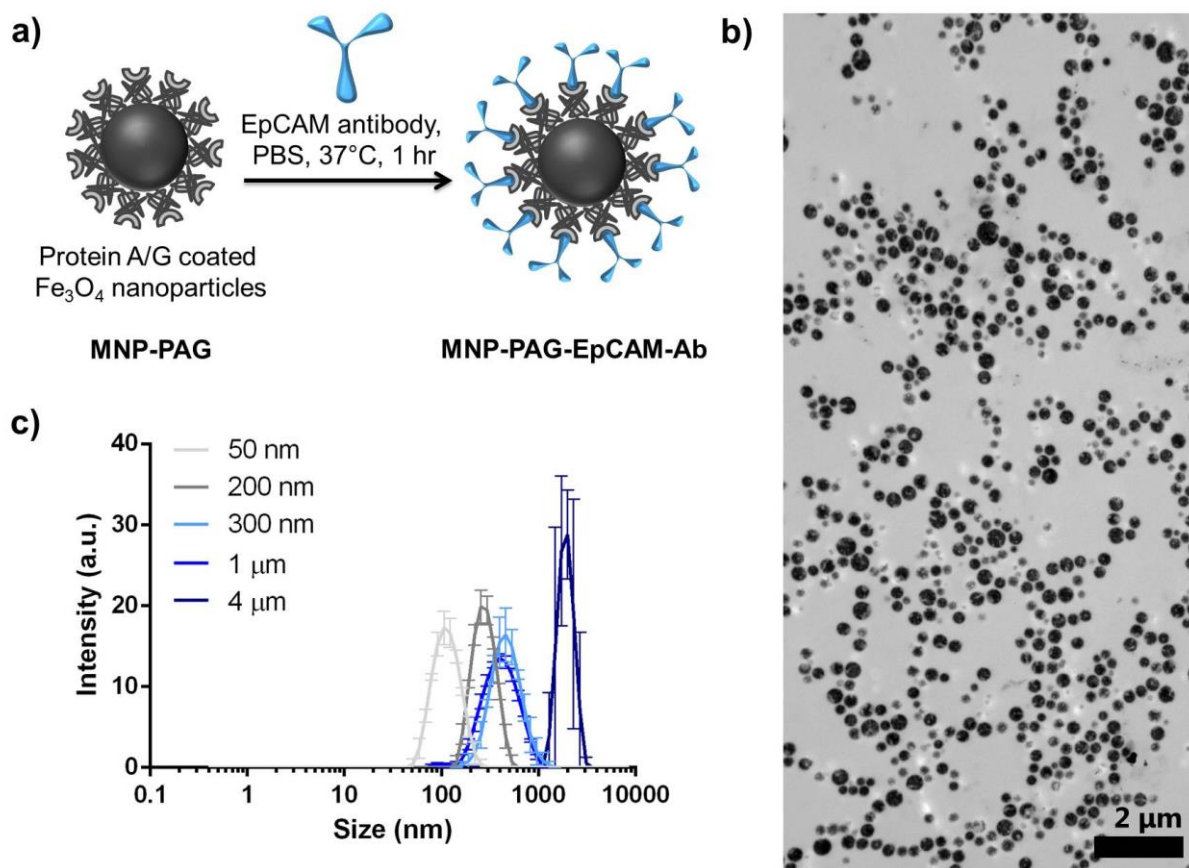 a)
EpCAM antibody,
PBS, 37°C, 1 hr
Protein A/G coated
Fe₃O₄ nanoparticles
MNP-PAG
MNP-PAG-EpCAM-Ab
b)
2 μm
c)
50 nm
200 nm
300 nm
1 μm
4 μm
Intensity (a.u.)
40
30
20
10
0
0.1 1 10 100 1000 10000
Size (nm)